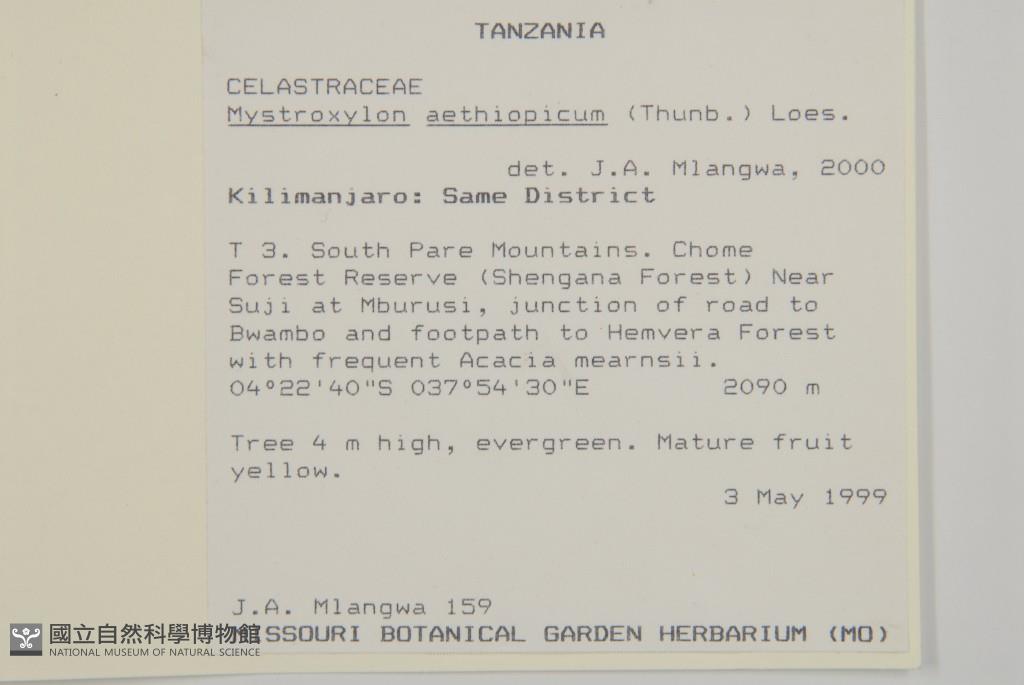 TANZANIA
CELASTRACEAE
Mystroxylon aethiopicum (Thunb.) Loes.
det. J.A. Mlangwa, 2000
Kilimanjaro: Same District
T 3. South Pare Mountains. Chome
Forest Reserve (Shengana Forest) Near
Suji at Mburusi, junction of road to
Bwambo and footpath to Hemvera Forest
with frequent Acacia mearnsii.
04°22'40"S 037°54'30"E 2090 m
Tree 4 m high, evergreen. Mature fruit
yellow.
3 May 1999
J.A. Mlangwa 159
MISSOURI BOTANICAL GARDEN HERBARIUM (MO)
國立自然科學博物館
NATIONAL MUSEUM OF NATURAL SCIENCE